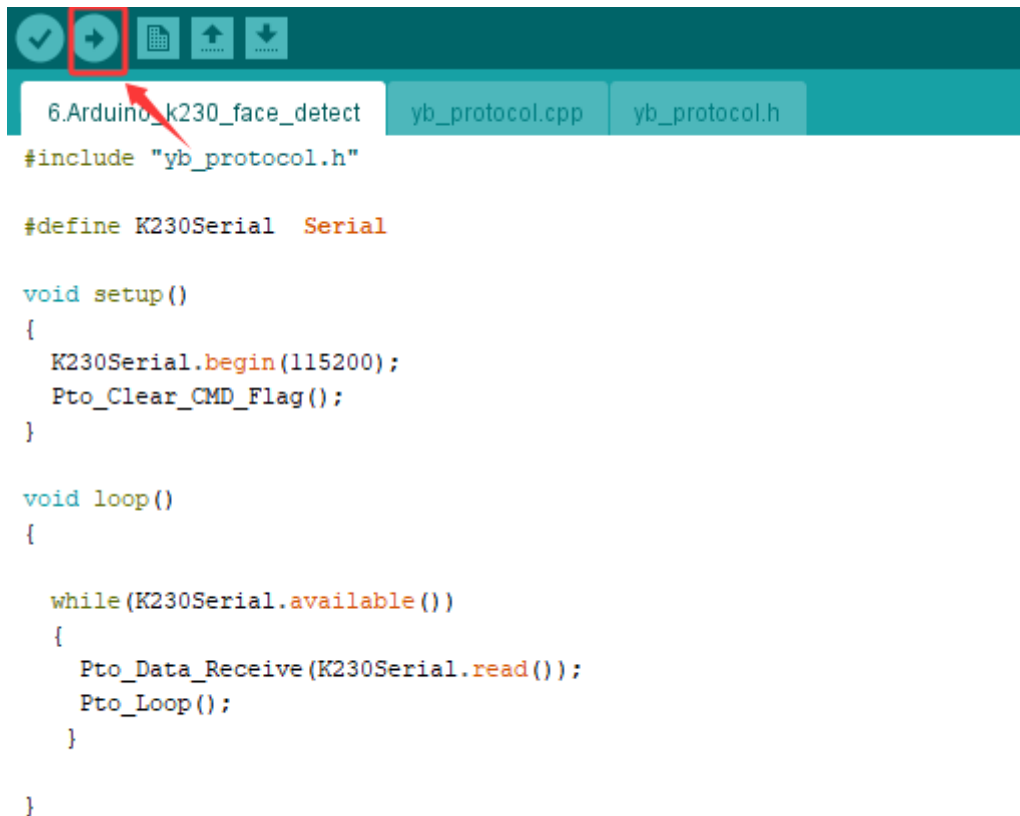 6.Arduino_k230_face_detect yb_protocol.cpp yb_protocol.h
#include "yb_protocol.h"
#define K230Serial  Serial
void setup()
{
  K230Serial.begin(115200);
  Pto_Clear_CMD_Flag();
}
void loop()
{
  while(K230Serial.available())
  {
    Pto_Data_Receive(K230Serial.read());
    Pto_Loop();
   }
}